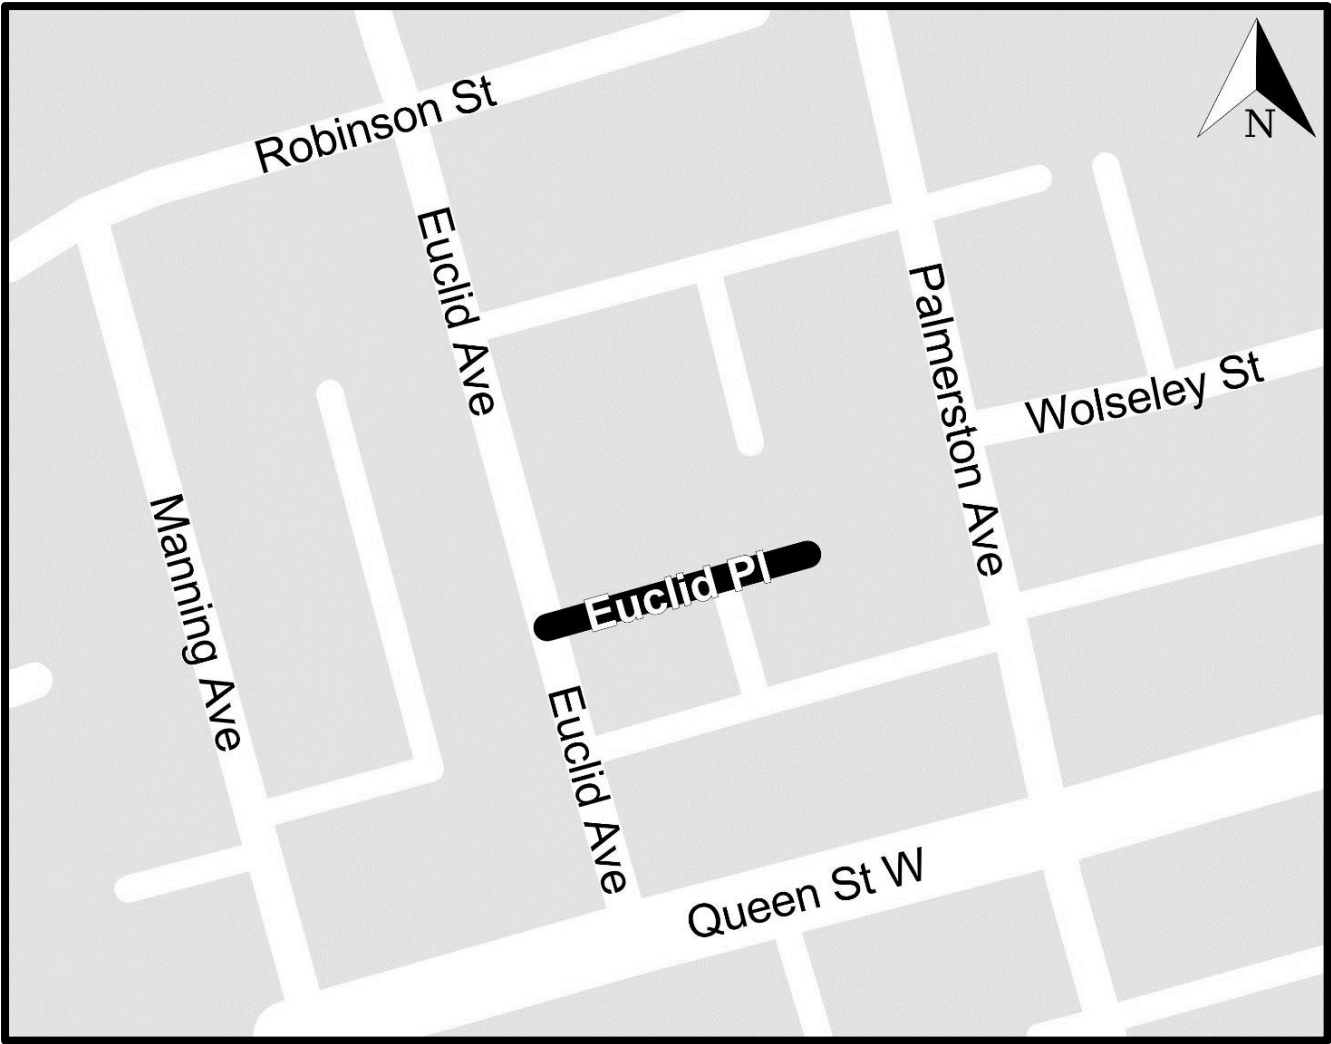 Robinson St
N
Euclid Ave
Palmerston Ave
Wolseley St
Manning Ave
Euclid Pl
Euclid Ave
Queen St W